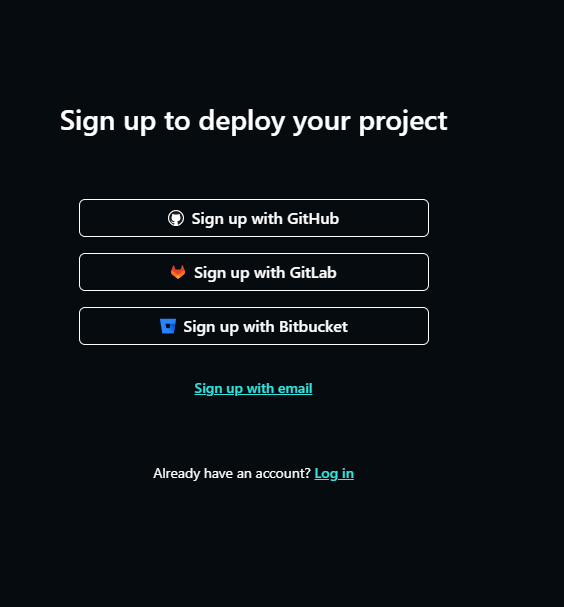 Sign up to deploy your project
Sign up with GitHub
Sign up with GitLab
Sign up with Bitbucket
Sign up with email
Already have an account? Log in